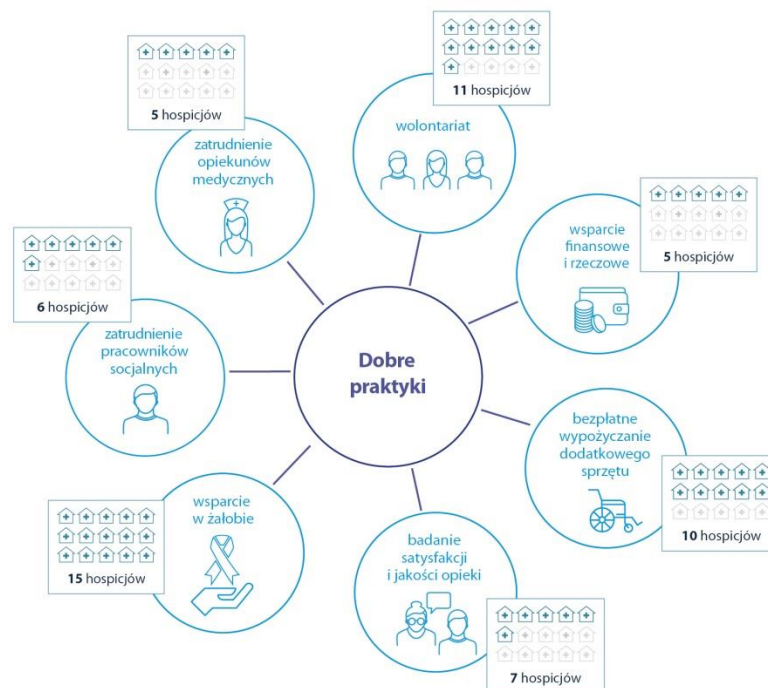 5 hospicjów
zatrudnienie
opiekunów
medycznych
11 hospicjów
wolontariat
5 hospicjów
wsparcie
finansowe
i rzeczowe
6 hospicjów
zatrudnienie
pracowników
socjalnych
Dobre
praktyki
bezpłatne
wypożyczanie
dodatkowego
sprzętu
10 hospicjów
15 hospicjów
wsparcie
w żałobie
badanie
satysfakcji
i jakości opieki
7 hospicjów